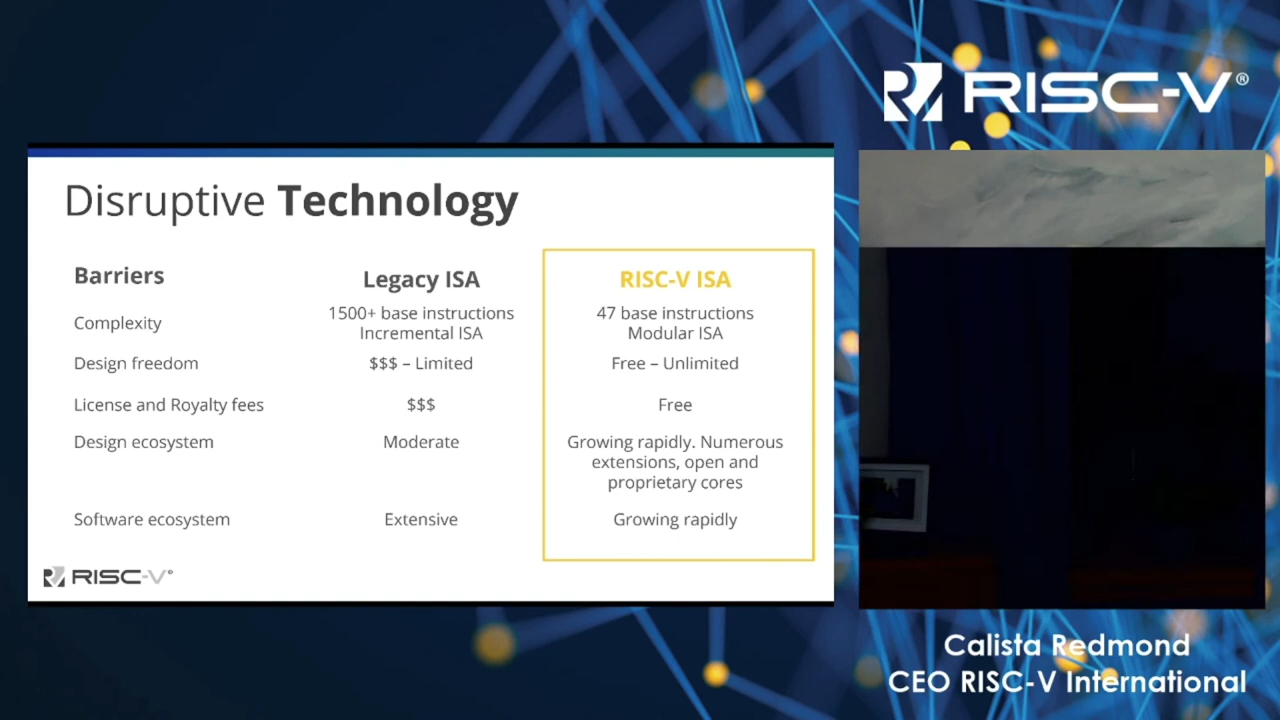 RISC-V®
Disruptive Technology
Barriers
Legacy ISA
RISC-V ISA
Complexity
1500+ base instructions
Incremental ISA
47 base instructions
Modular ISA
Design freedom
$$$ – Limited
Free – Unlimited
License and Royalty fees
$$$
Free
Design ecosystem
Moderate
Growing rapidly. Numerous
extensions, open and
proprietary cores
Software ecosystem
Extensive
Growing rapidly
RISC-V®
Calista Redmond
CEO RISC-V International